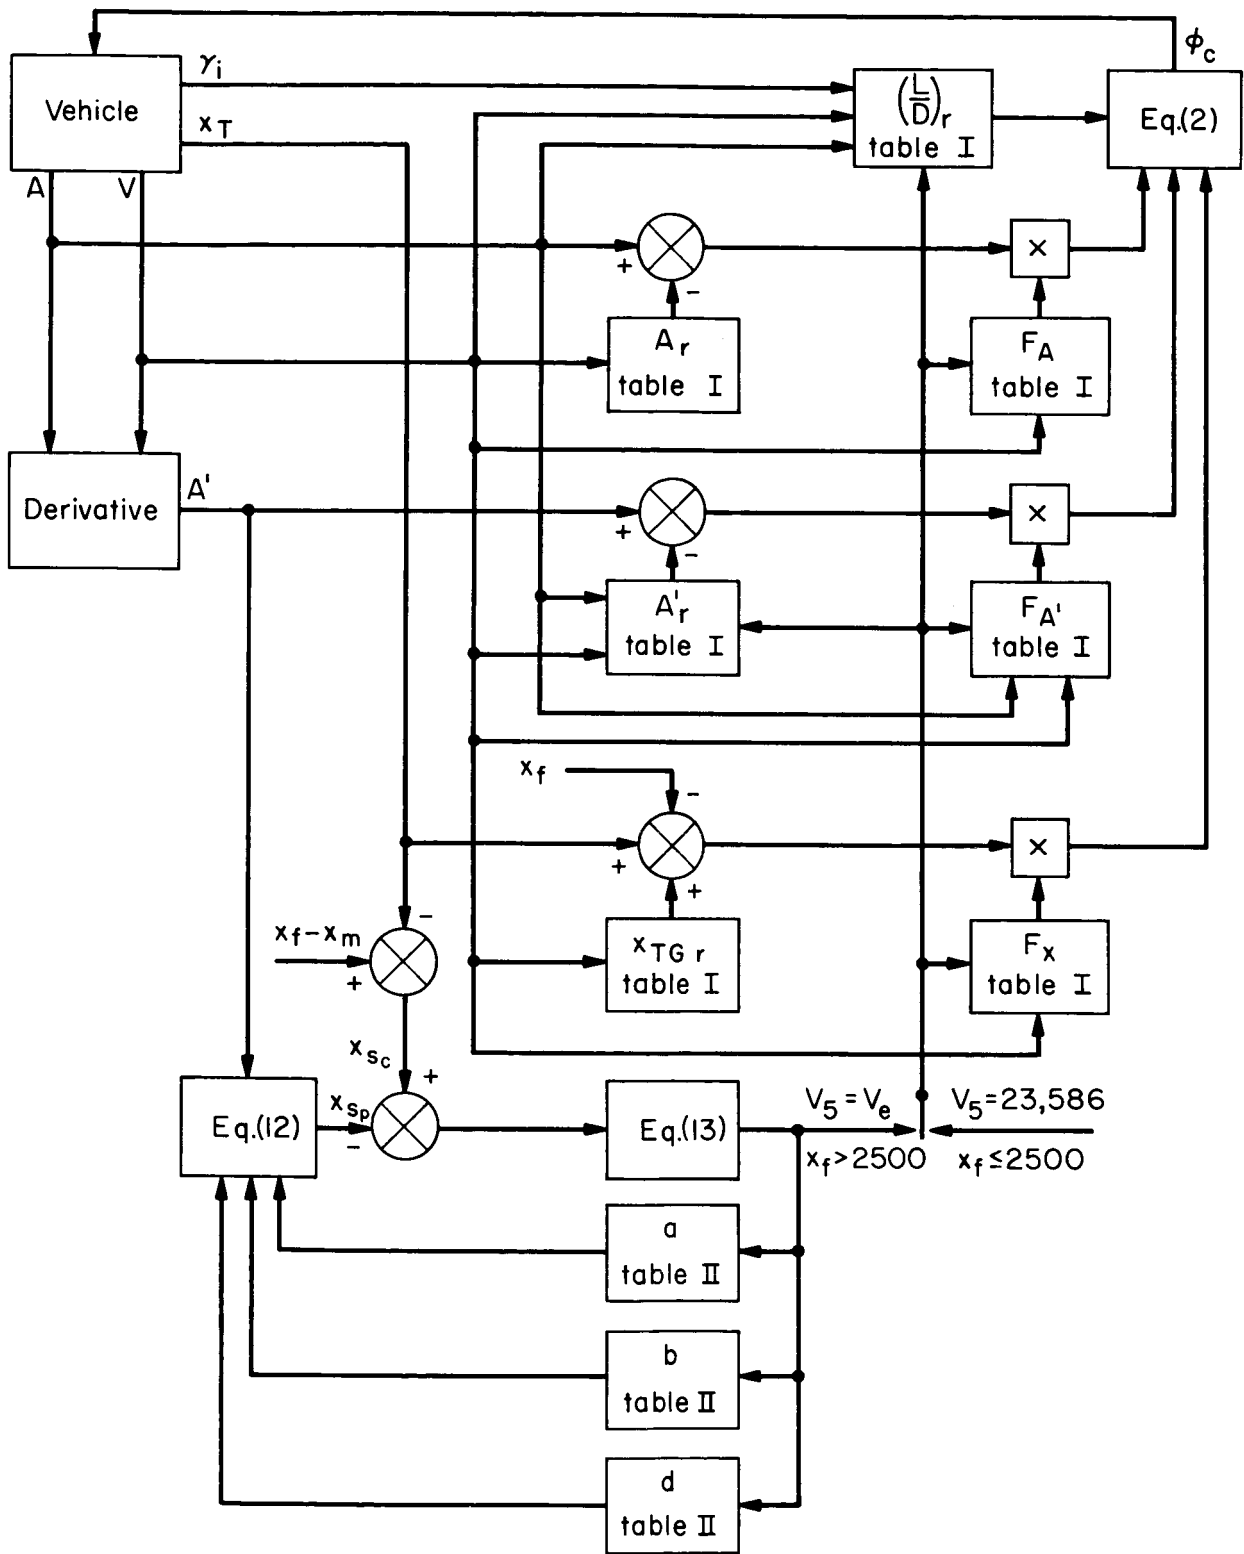 ϕc
γi
Vehicle
(L/D)r
table I
Eq.(2)
xT
A
V
×
+
−
Ar
table I
FA
table I
Derivative
A'
×
+
−
A'r
table I
FA'
table I
xf
−
×
+
+
−
xf−xm
+
xTG r
table I
Fx
table I
xsc
+
V5=Ve
V5=23,586
xsp
−
Eq.(12)
Eq.(13)
xf>2500
xf≤2500
a
table II
b
table II
d
table II